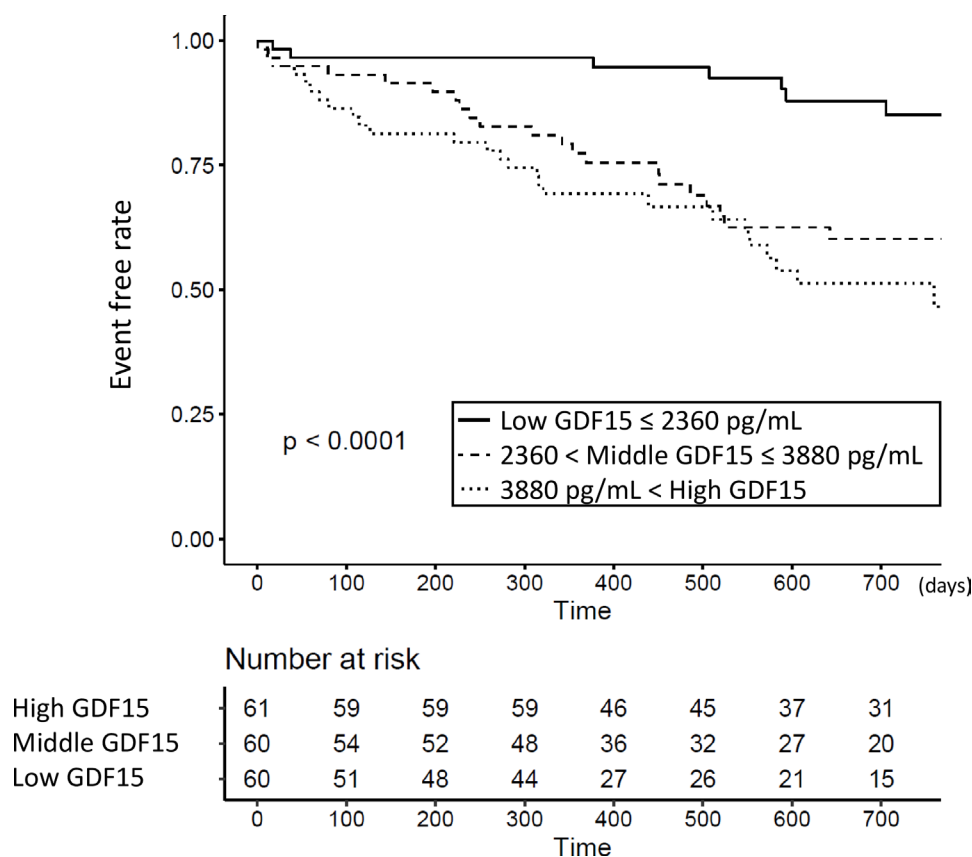 1.00
0.75
0.50
0.25
0.00
Event free rate
p < 0.0001
Low GDF15 ≤ 2360 pg/mL
2360 < Middle GDF15 ≤ 3880 pg/mL
3880 pg/mL < High GDF15
0 100 200 300 400 500 600 700 (days)
Time
Number at risk
High GDF15 61 59 59 59 46 45 37 31
Middle GDF15 60 54 52 48 36 32 27 20
Low GDF15 60 51 48 44 27 26 21 15
0 100 200 300 400 500 600 700
Time